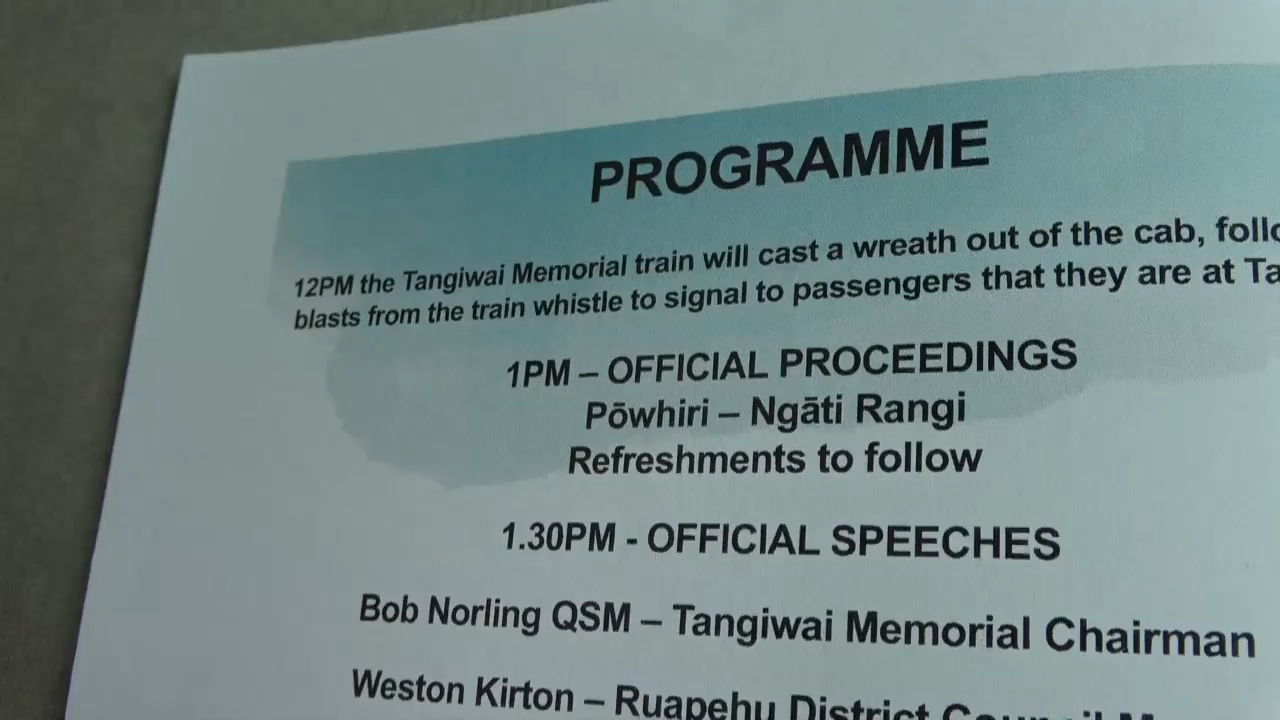 PROGRAMME
12PM the Tangiwai Memorial train will cast a wreath out of the cab,
blasts from the train whistle to signal to passengers that they are at
1PM – OFFICIAL PROCEEDINGS
Pōwhiri – Ngāti Rangi
Refreshments to follow
1.30PM - OFFICIAL SPEECHES
Bob Norling QSM – Tangiwai Memorial Chairman
Weston Kirton – Ruapehu District Council